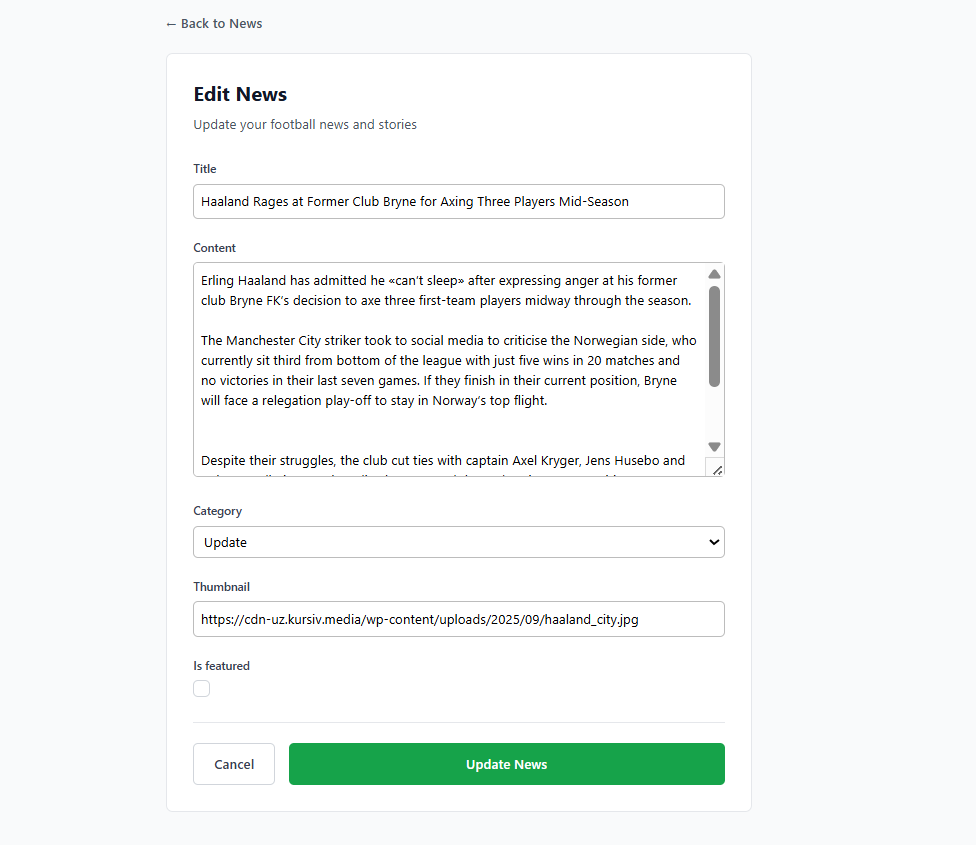 ← Back to News
Edit News
Update your football news and stories
Title
Haaland Rages at Former Club Bryne for Axing Three Players Mid-Season
Content
Erling Haaland has admitted he «can't sleep» after expressing anger at his former
club Bryne FK's decision to axe three first-team players midway through the season.
The Manchester City striker took to social media to criticise the Norwegian side, who
currently sit third from bottom of the league with just five wins in 20 matches and
no victories in their last seven games. If they finish in their current position, Bryne
will face a relegation play-off to stay in Norway's top flight.
Despite their struggles, the club cut ties with captain Axel Kryger, Jens Husebo and
Category
Update
Thumbnail
https://cdn-uz.kursiv.media/wp-content/uploads/2025/09/haaland_city.jpg
Is featured
Cancel
Update News